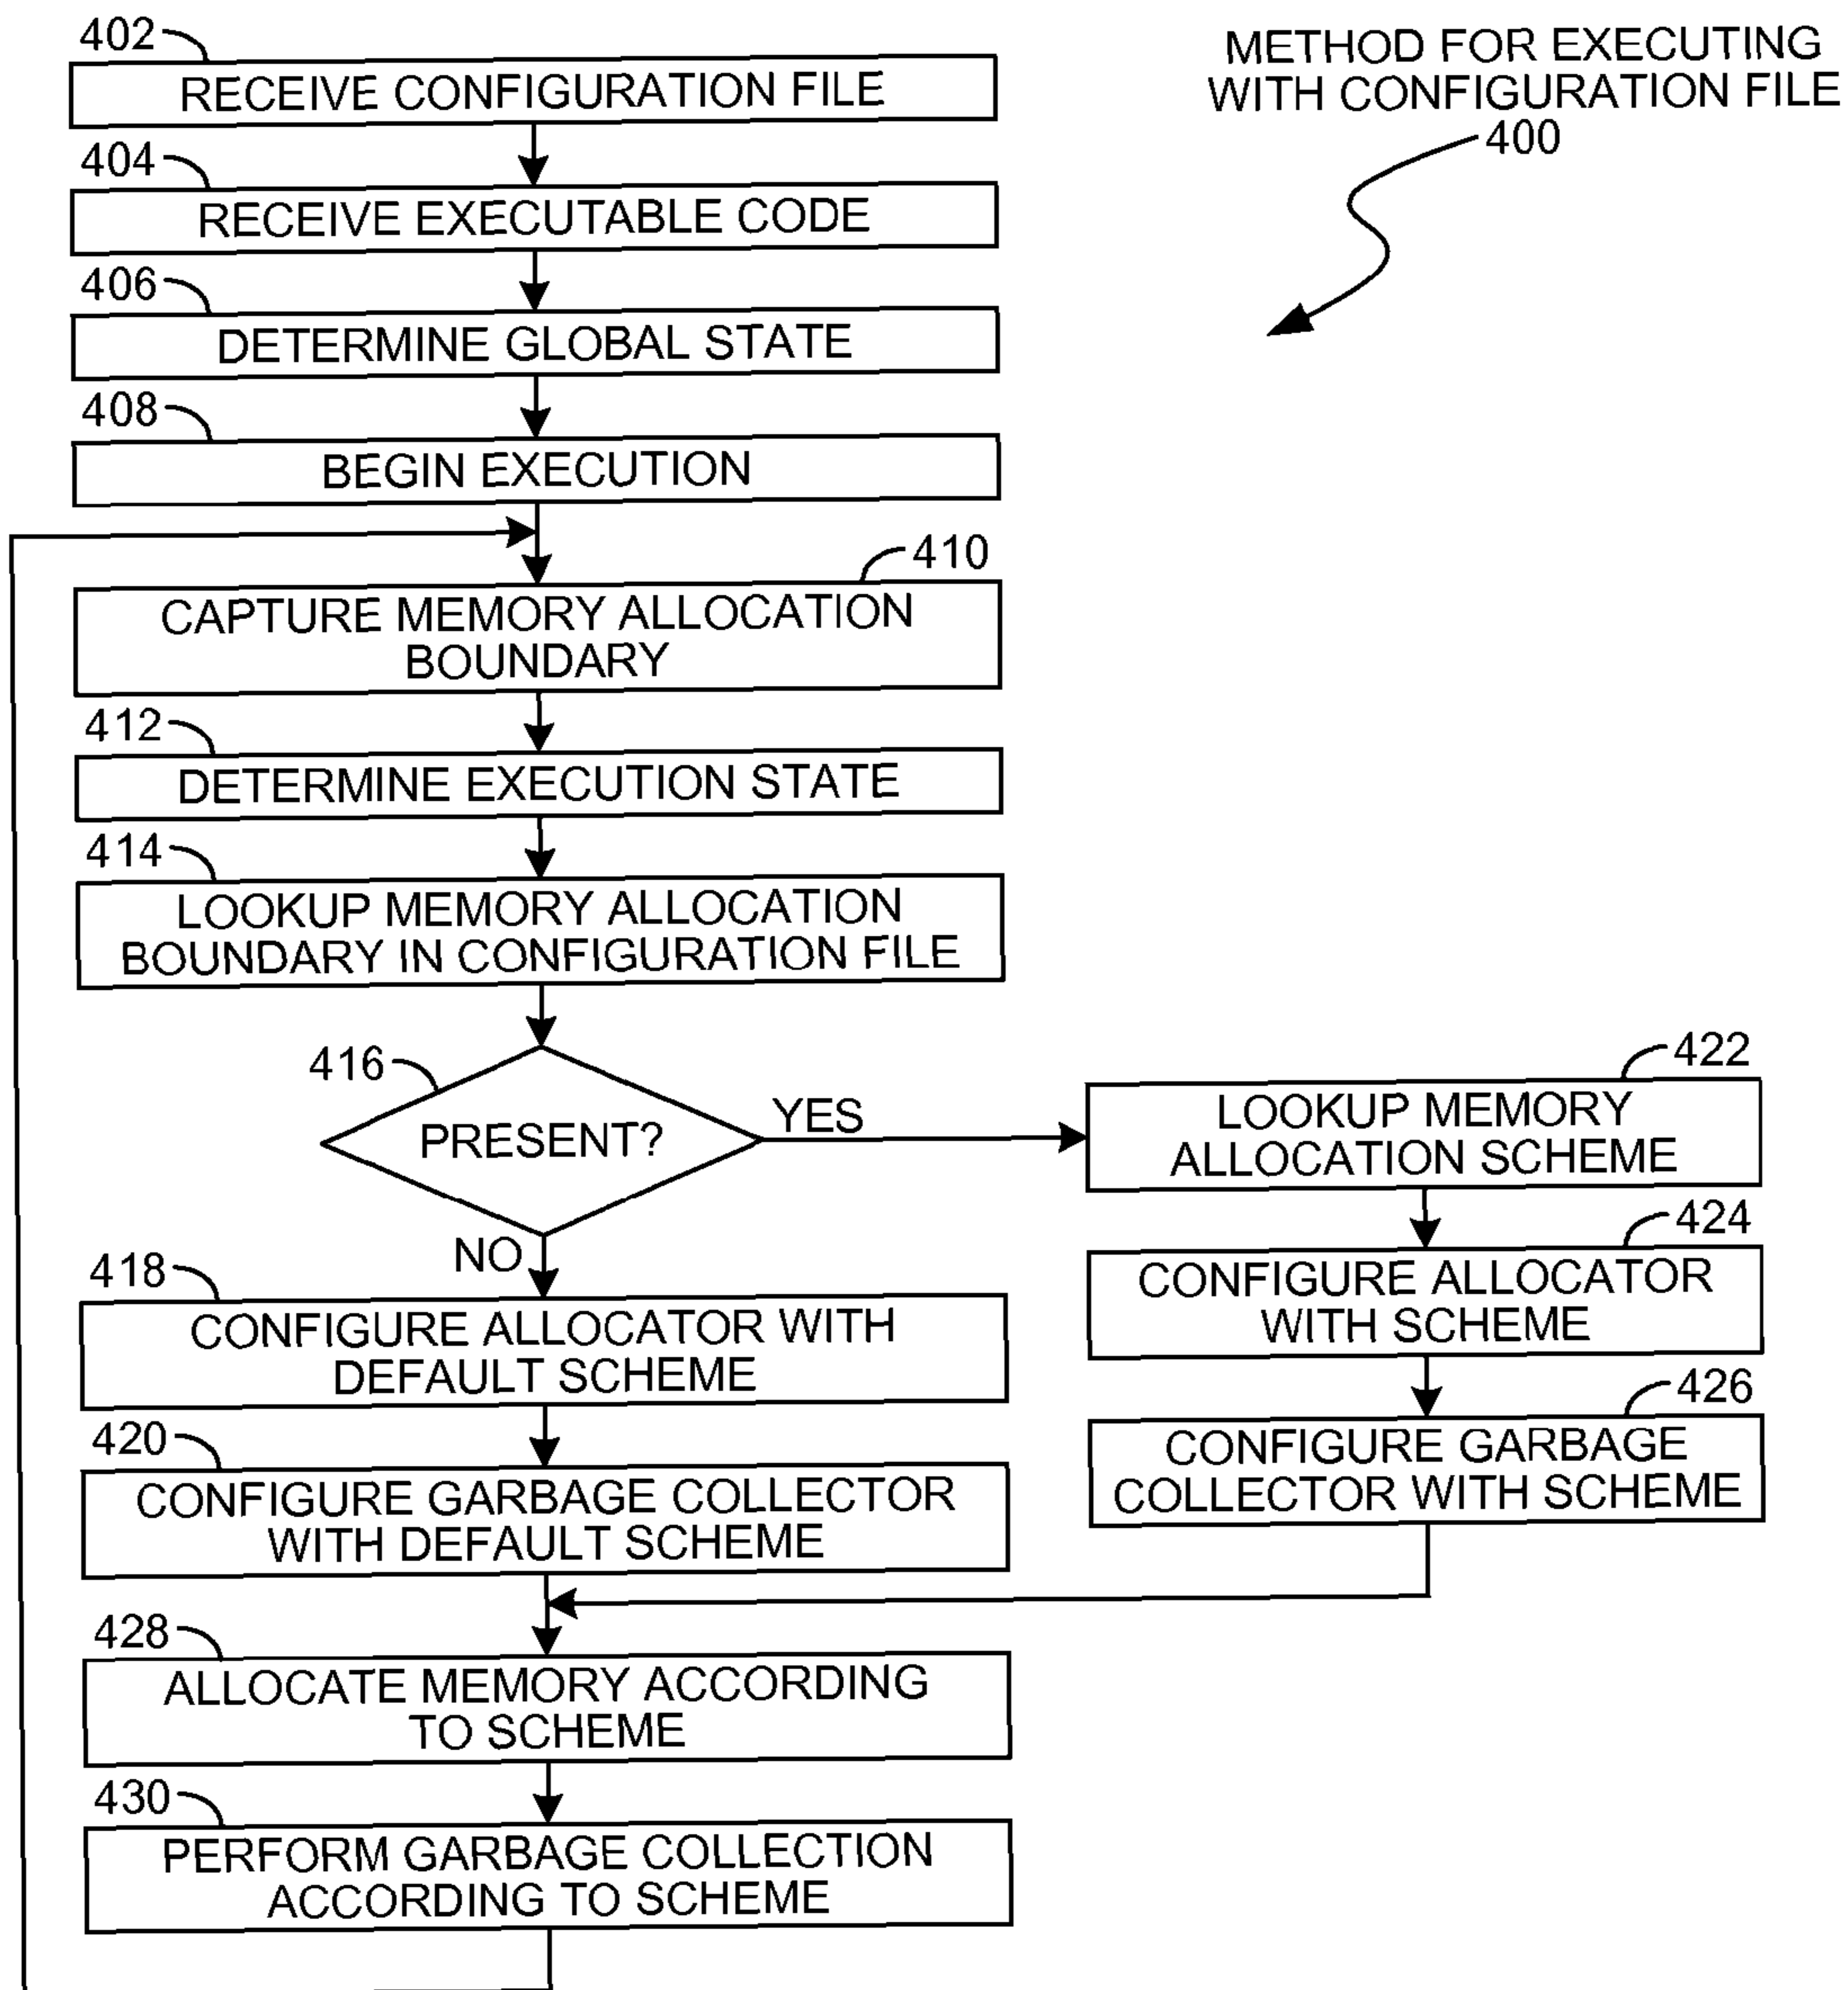 METHOD FOR EXECUTING
WITH CONFIGURATION FILE
400
402
RECEIVE CONFIGURATION FILE
404
RECEIVE EXECUTABLE CODE
406
DETERMINE GLOBAL STATE
408
BEGIN EXECUTION
410
CAPTURE MEMORY ALLOCATION
BOUNDARY
412
DETERMINE EXECUTION STATE
414
LOOKUP MEMORY ALLOCATION
BOUNDARY IN CONFIGURATION FILE
416
PRESENT?
YES
NO
418
CONFIGURE ALLOCATOR WITH
DEFAULT SCHEME
420
CONFIGURE GARBAGE COLLECTOR
WITH DEFAULT SCHEME
422
LOOKUP MEMORY
ALLOCATION SCHEME
424
CONFIGURE ALLOCATOR
WITH SCHEME
426
CONFIGURE GARBAGE
COLLECTOR WITH SCHEME
428
ALLOCATE MEMORY ACCORDING
TO SCHEME
430
PERFORM GARBAGE COLLECTION
ACCORDING TO SCHEME